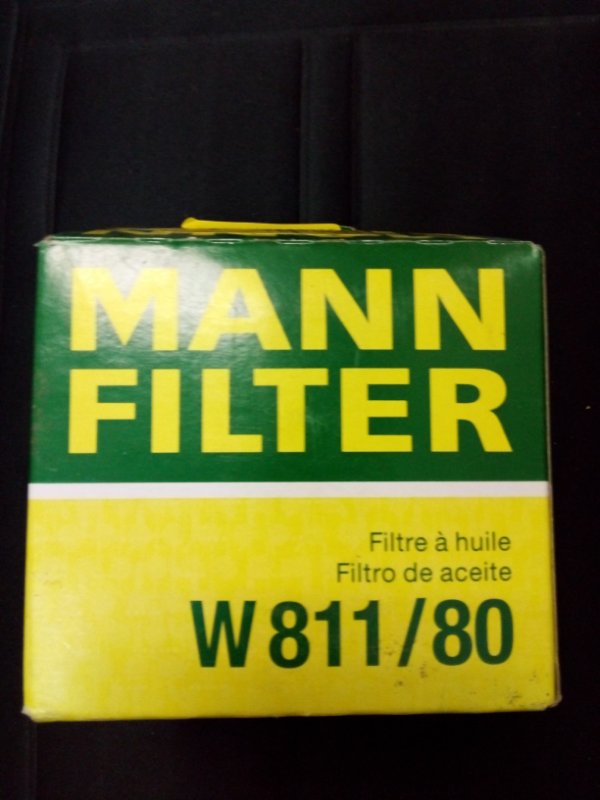 MANN
FILTER
Filtre à huile
Filtro de aceite
W 811/80